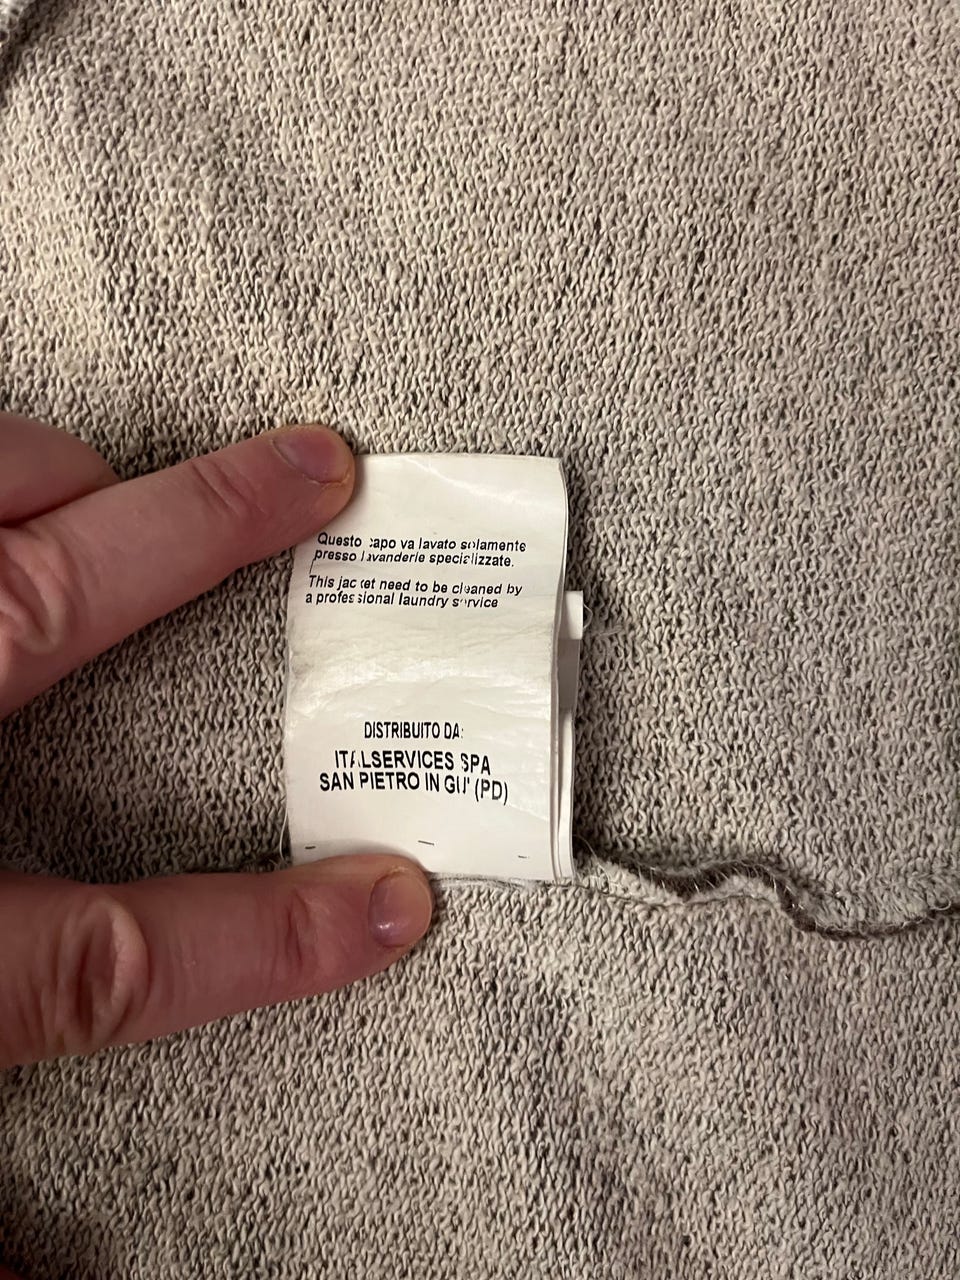 Questo capo va lavato solamente
presso lavanderie specializzate.
This jacket need to be cleaned by
a professional laundry service
DISTRIBUITO DA:
ITALSERVICES SPA
SAN PIETRO IN GU' (PD)